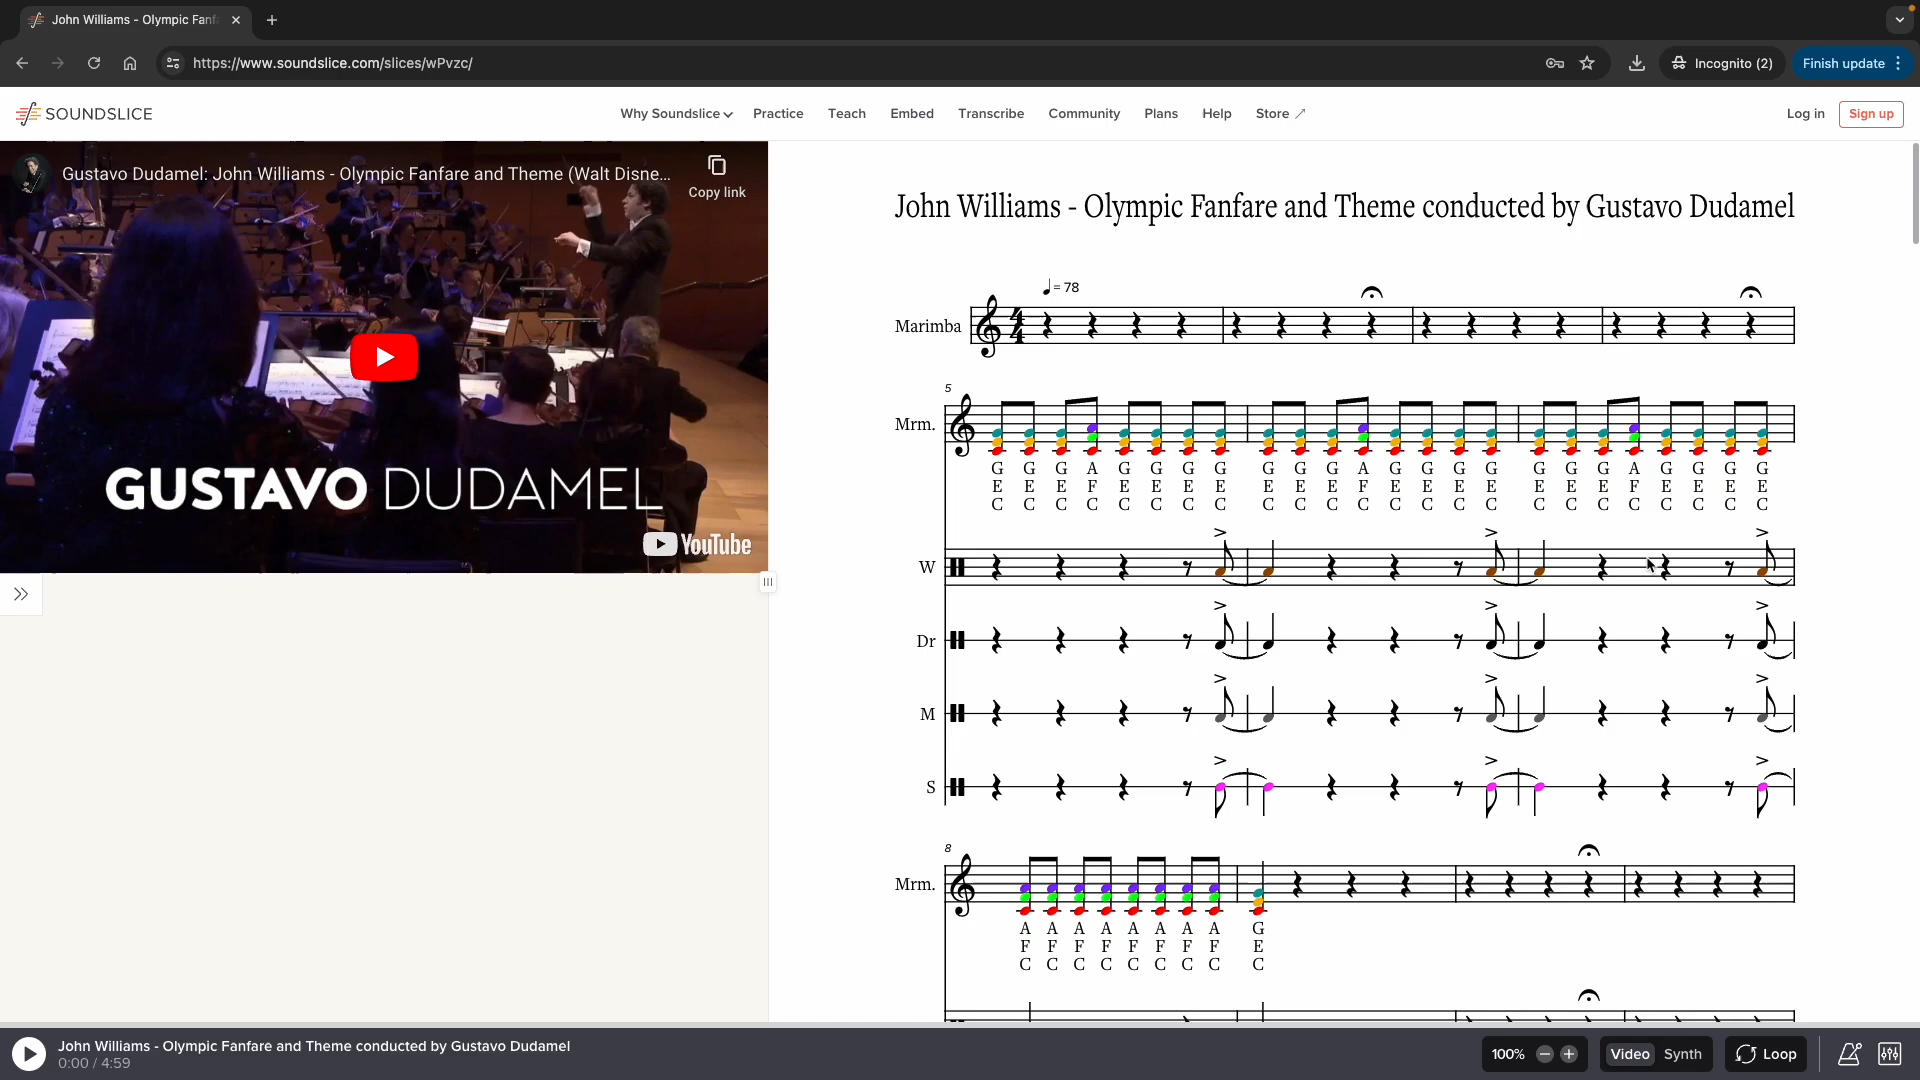 John Williams - Olympic Fanf
https://www.soundslice.com/slices/wPvzc/
Incognito (2)
Finish update
SOUNDSLICE
Why Soundslice
Practice
Teach
Embed
Transcribe
Community
Plans
Help
Store
Log in
Sign up
Gustavo Dudamel: John Williams - Olympic Fanfare and Theme (Walt Disne...
Copy link
GUSTAVO DUDAMEL
YouTube
John Williams - Olympic Fanfare and Theme conducted by Gustavo Dudamel
= 78
Marimba
4
4
5
Mrm.
G G G A G G G G G G G A G G G G G G G A G G G G
E E E F E E E E E E E F E E E E E E E F E E E E
C C C C C C C C C C C C C C C C C C C C C C C C
W
Dr
M
S
8
Mrm.
A A A A A A A A G
F F F F F F F F E
C C C C C C C C C
John Williams - Olympic Fanfare and Theme conducted by Gustavo Dudamel
0:00 / 4:59
100%
Video
Synth
Loop